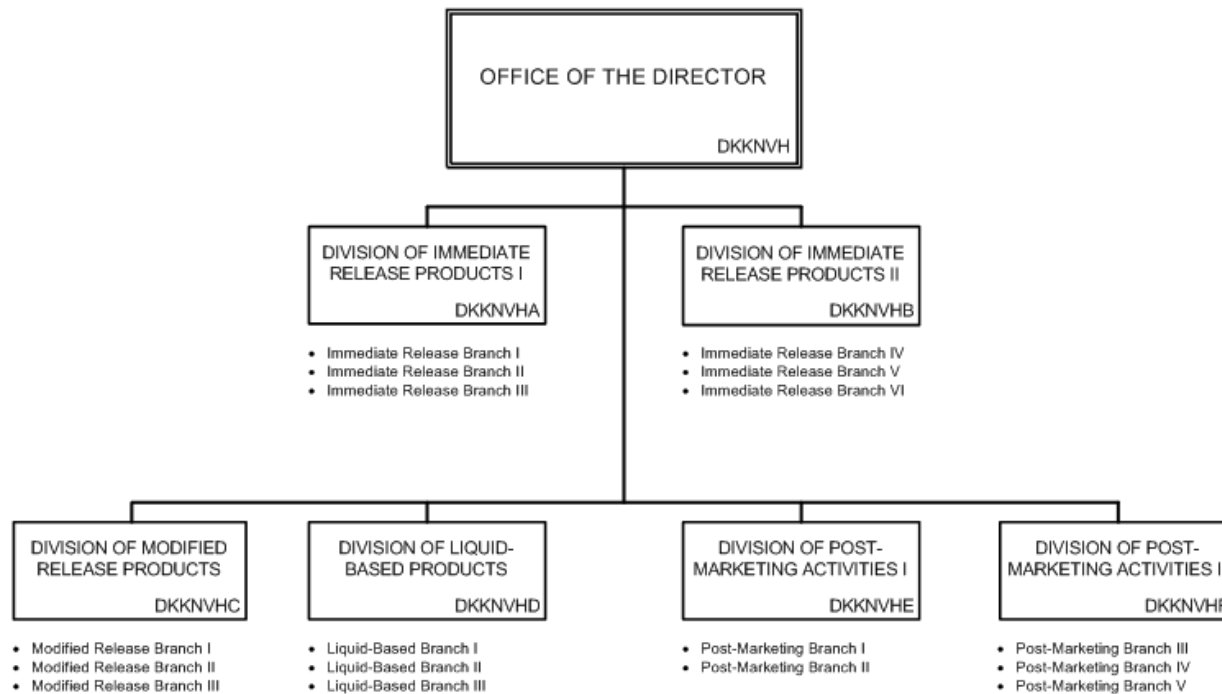 OFFICE OF THE DIRECTOR
DKKNVH
DIVISION OF IMMEDIATE
RELEASE PRODUCTS I
DKKNVHA
• Immediate Release Branch I
• Immediate Release Branch II
• Immediate Release Branch III
DIVISION OF IMMEDIATE
RELEASE PRODUCTS II
DKKNVHB
• Immediate Release Branch IV
• Immediate Release Branch V
• Immediate Release Branch VI
DIVISION OF MODIFIED
RELEASE PRODUCTS
DKKNVHC
• Modified Release Branch I
• Modified Release Branch II
• Modified Release Branch III
DIVISION OF LIQUID-
BASED PRODUCTS
DKKNVHD
• Liquid-Based Branch I
• Liquid-Based Branch II
• Liquid-Based Branch III
DIVISION OF POST-
MARKETING ACTIVITIES I
DKKNVHE
• Post-Marketing Branch I
• Post-Marketing Branch II
DIVISION OF POST-
MARKETING ACTIVITIES
• Post-Marketing Branch III
• Post-Marketing Branch IV
• Post-Marketing Branch V